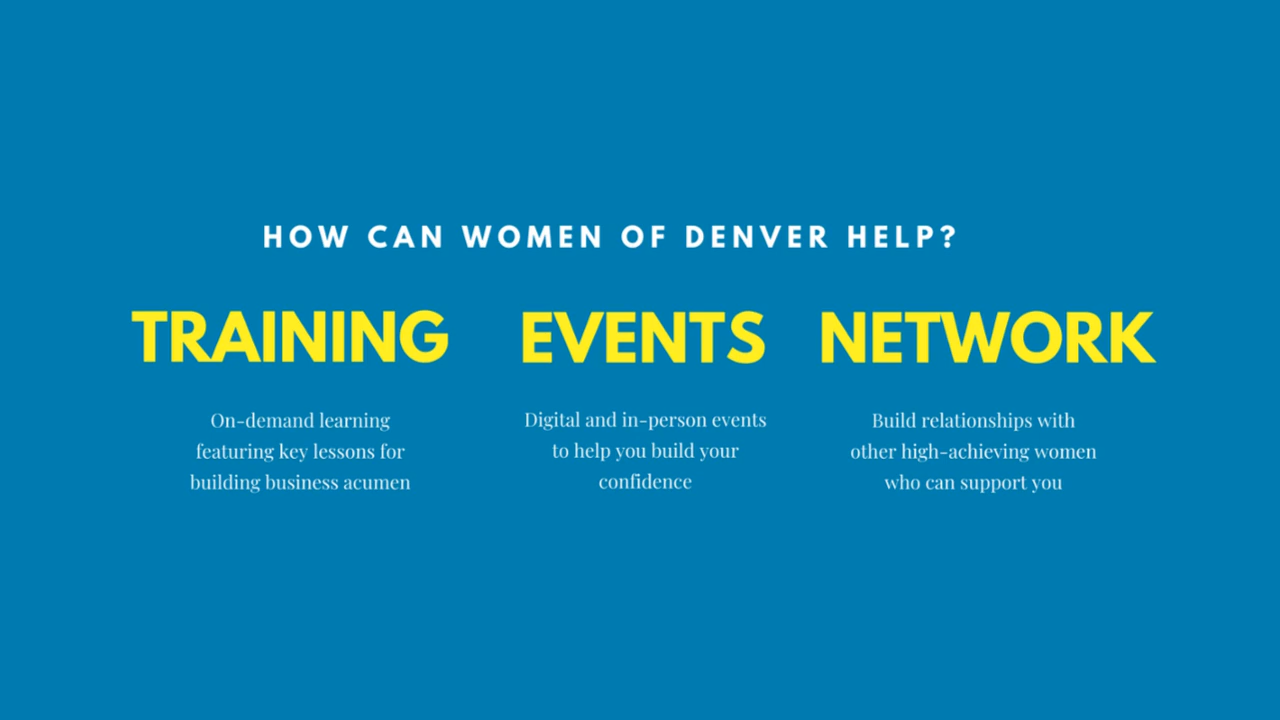 HOW CAN WOMEN OF DENVER HELP?
TRAINING
On-demand learning
featuring key lessons for
building business acumen
EVENTS
Digital and in-person events
to help you build your
confidence
NETWORK
Build relationships with
other high-achieving women
who can support you